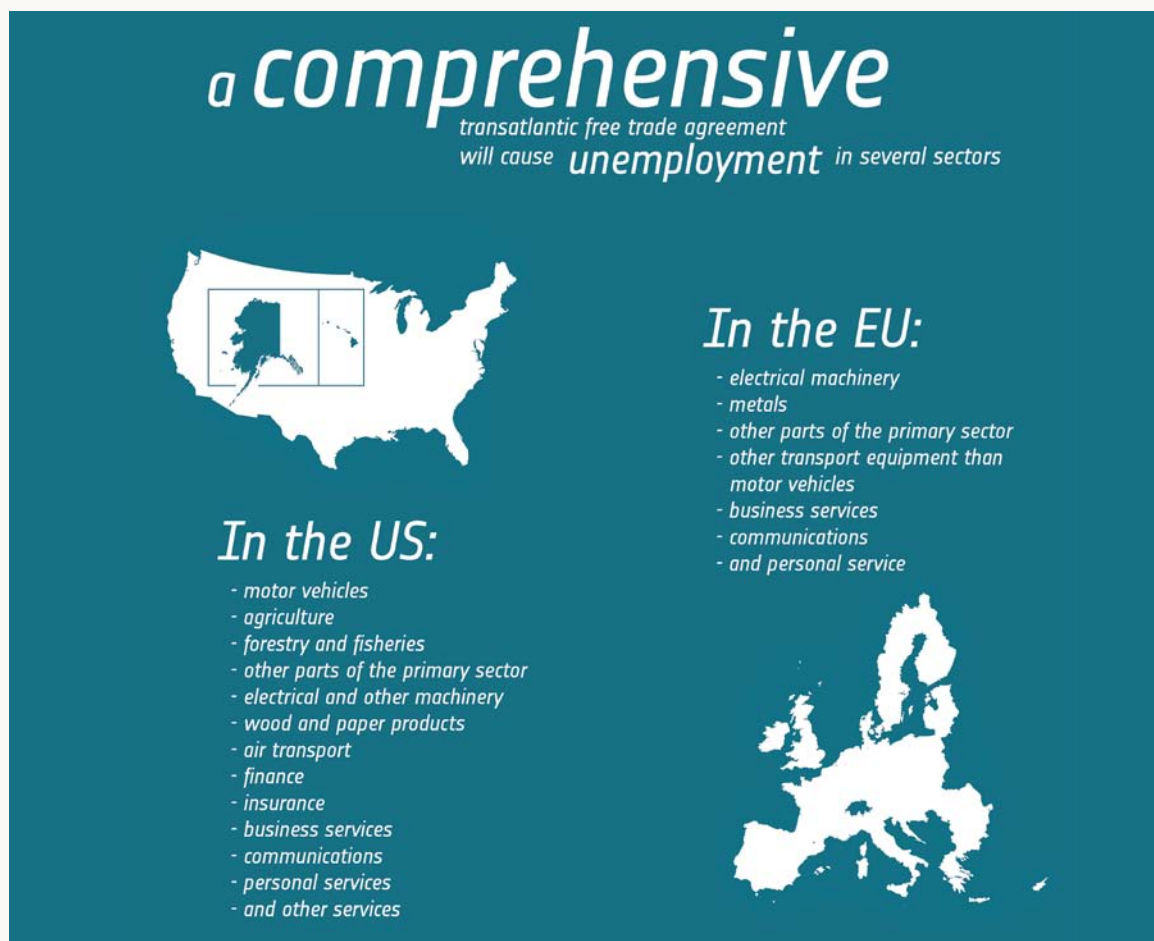 a comprehensive
transatlantic free trade agreement
will cause unemployment in several sectors
In the US:
- motor vehicles
- agriculture
- forestry and fisheries
- other parts of the primary sector
- electrical and other machinery
- wood and paper products
- air transport
- finance
- insurance
- business services
- communications
- personal services
- and other services
In the EU:
- electrical machinery
- metals
- other parts of the primary sector
- other transport equipment than
motor vehicles
- business services
- communications
- and personal service